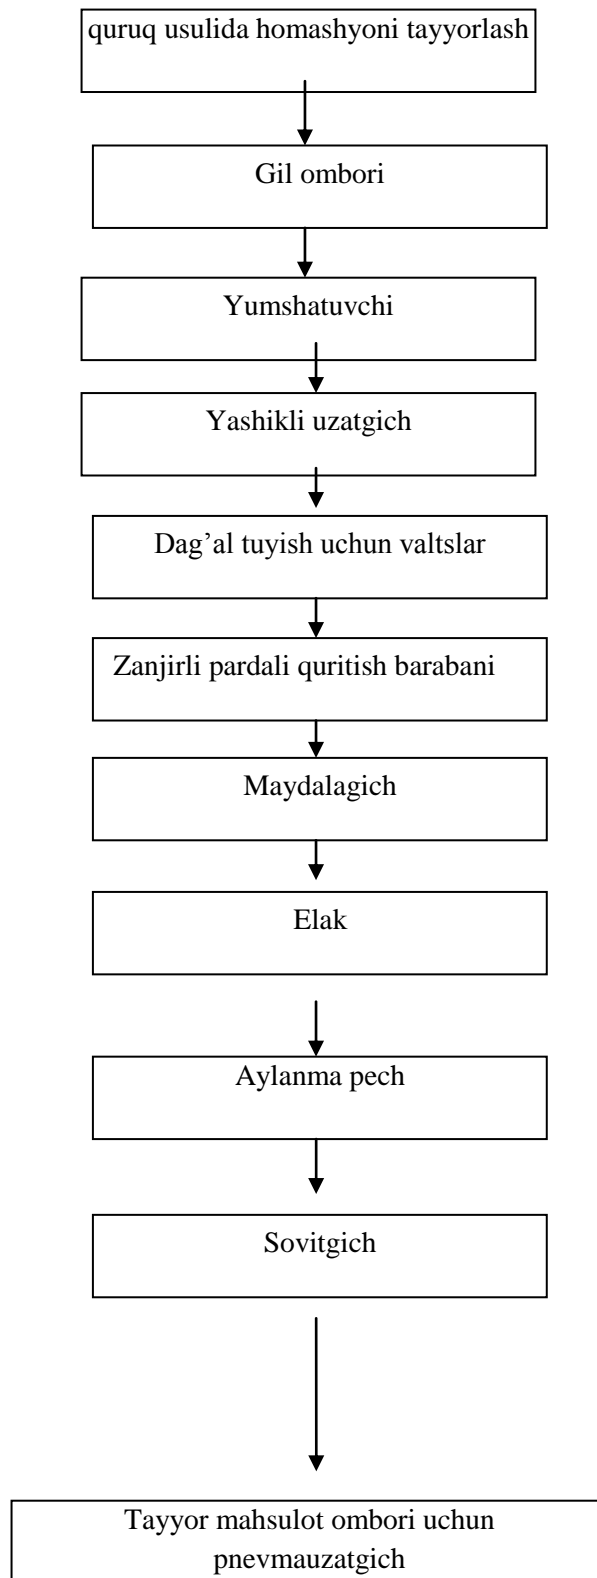 quruq usulida homashyoni tayyorlash
Gil ombori
Yumshatuvchi
Yashikli uzatgich
Dag’al tuyish uchun valtslar
Zanjirli pardali quritish barabani
Maydalagich
Elak
Aylanma pech
Sovitgich
Tayyor mahsulot ombori uchun
pnevmauzatgich